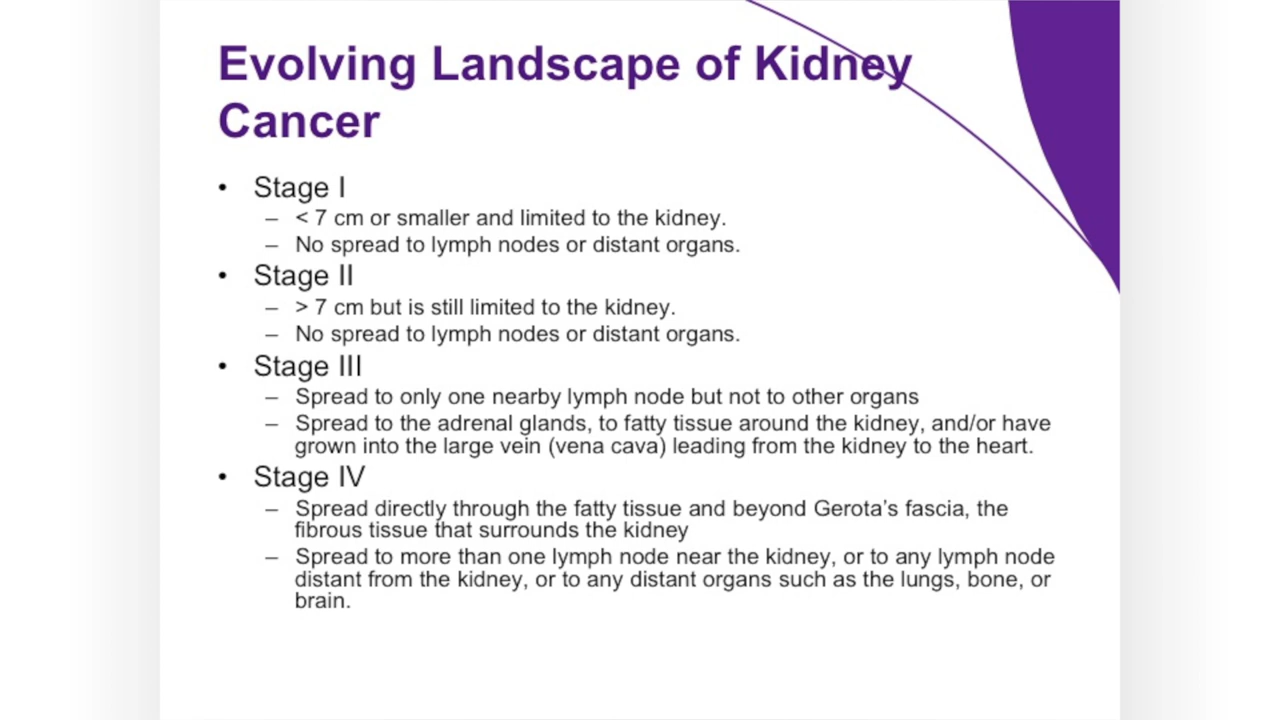 Evolving Landscape of Kidney
Cancer
• Stage I
– < 7 cm or smaller and limited to the kidney.
– No spread to lymph nodes or distant organs.
• Stage II
– > 7 cm but is still limited to the kidney.
– No spread to lymph nodes or distant organs.
• Stage III
– Spread to only one nearby lymph node but not to other organs
– Spread to the adrenal glands, to fatty tissue around the kidney, and/or have
grown into the large vein (vena cava) leading from the kidney to the heart.
• Stage IV
– Spread directly through the fatty tissue and beyond Gerota’s fascia, the
fibrous tissue that surrounds the kidney
– Spread to more than one lymph node near the kidney, or to any lymph node
distant from the kidney, or to any distant organs such as the lungs, bone, or
brain.